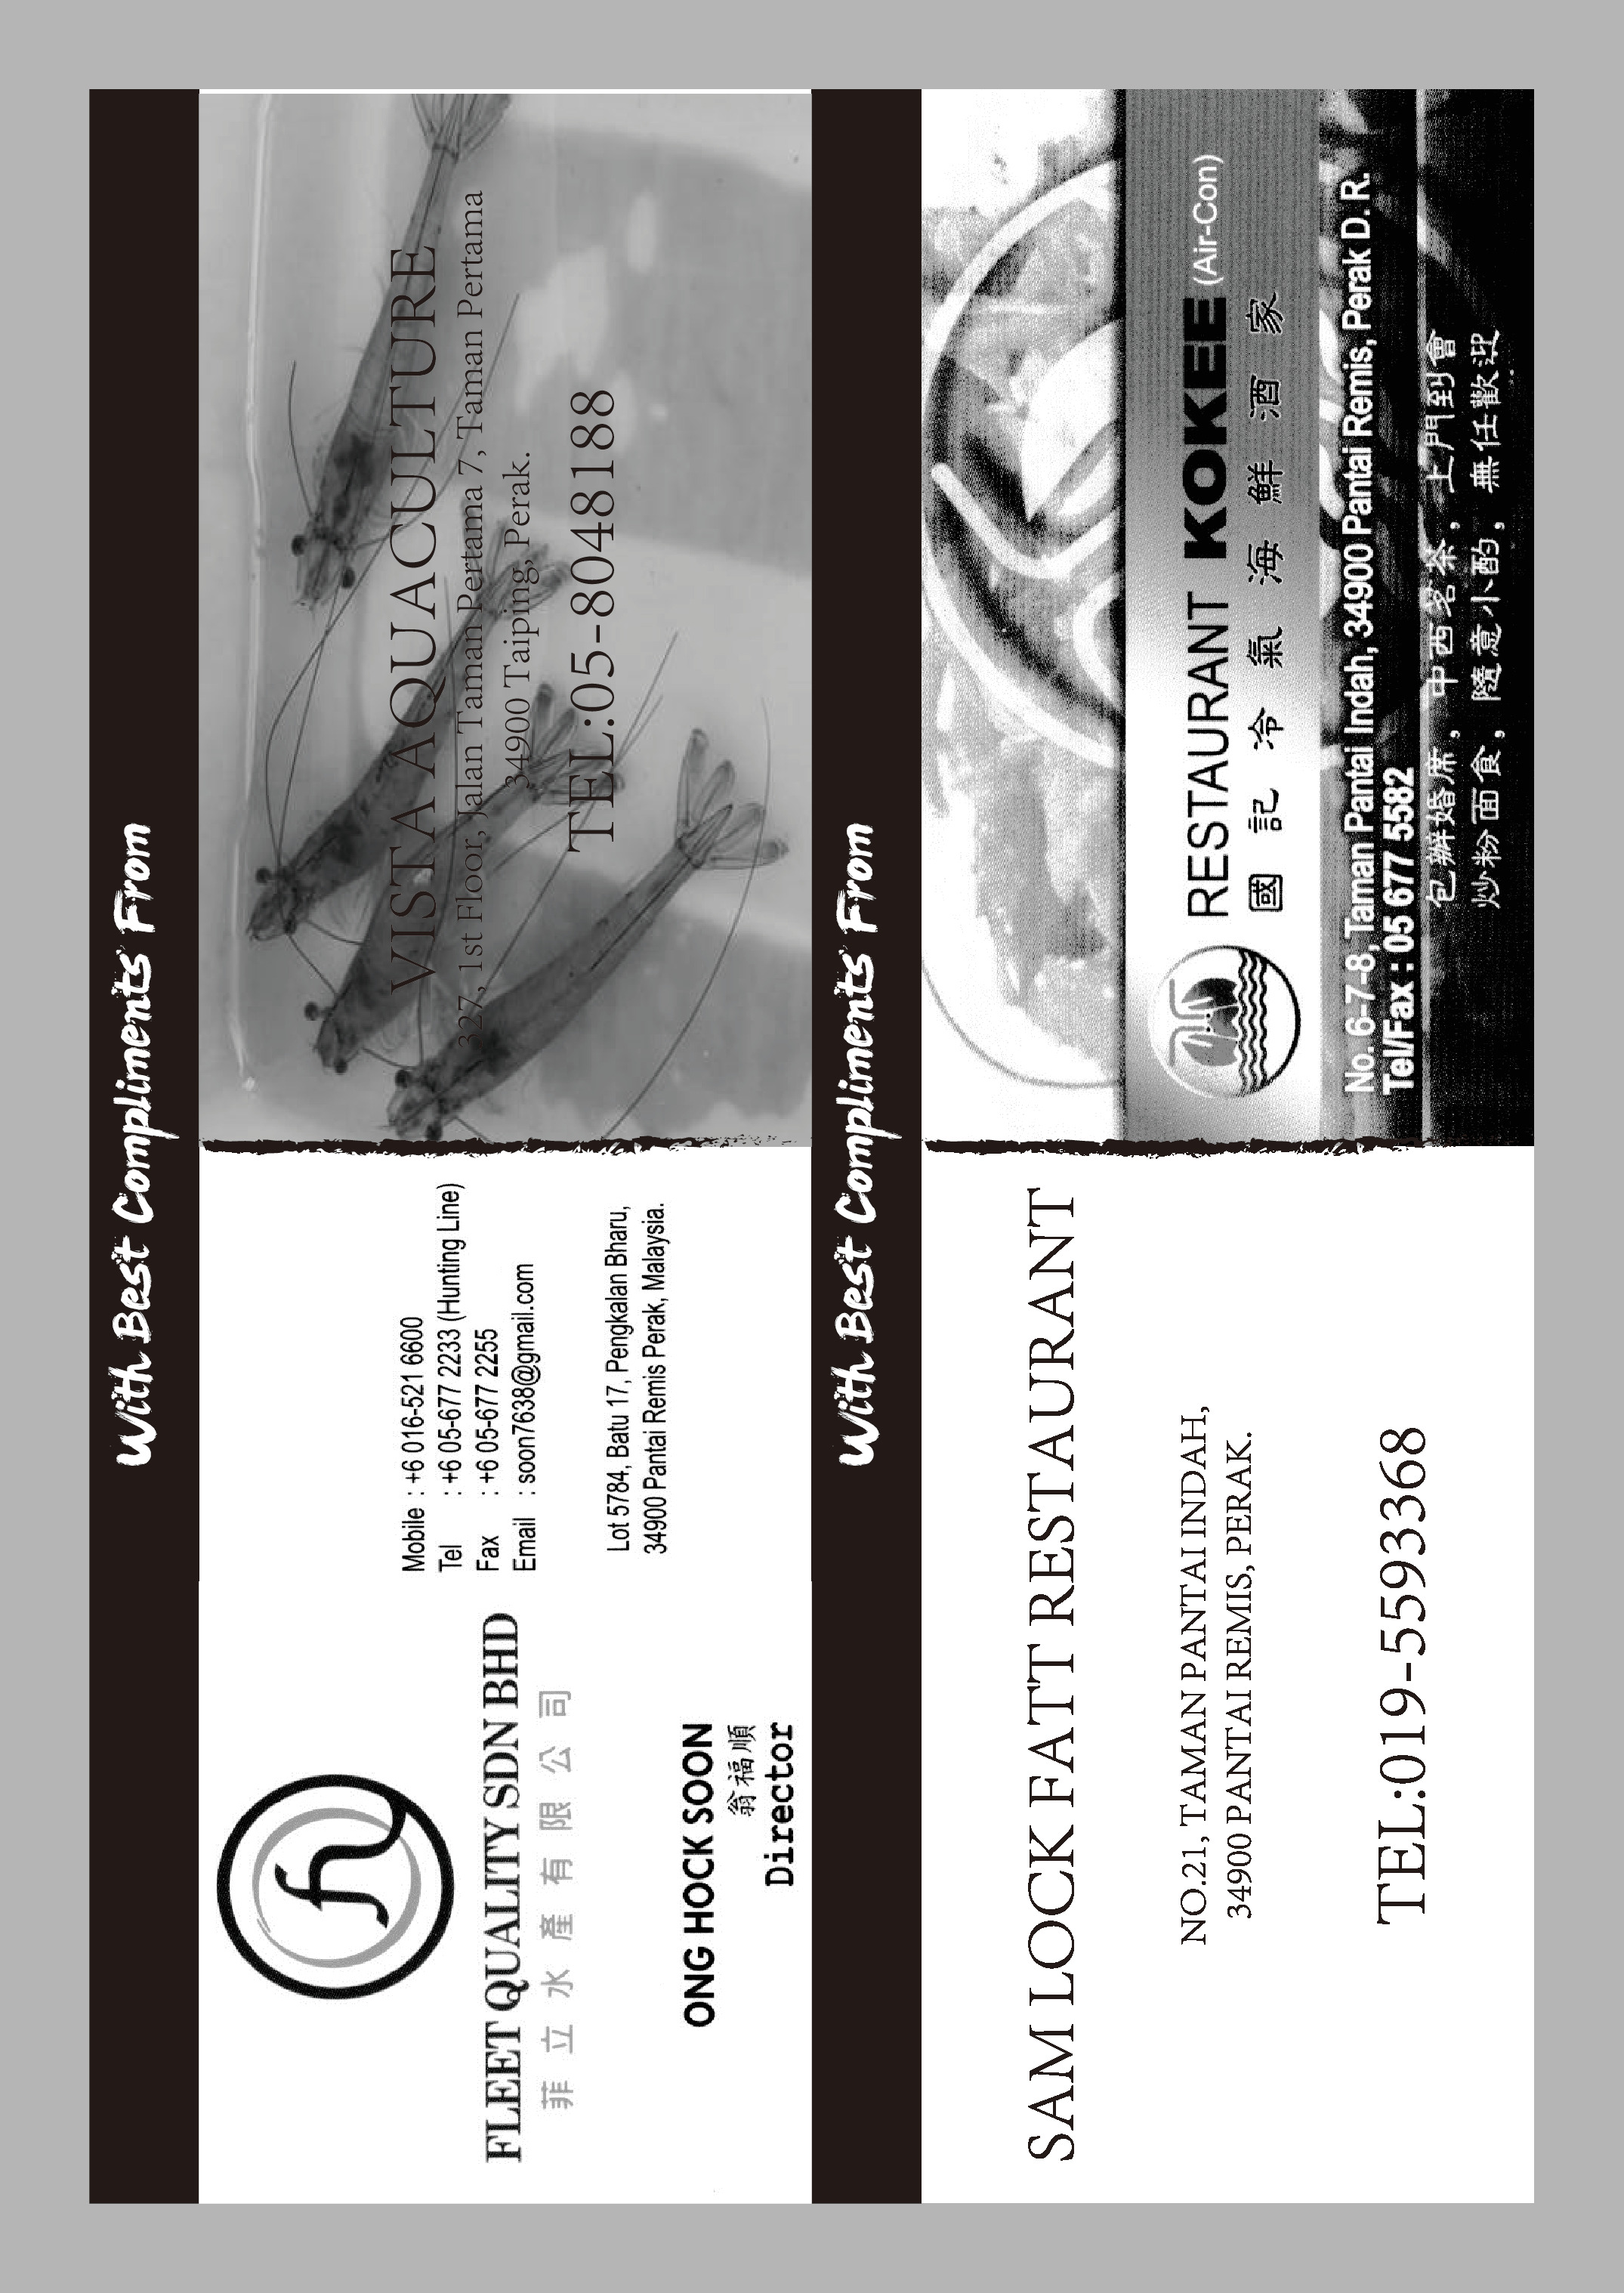 With Best Compliments From
fh
FLEET QUALITY SDN BHD
菲立水產有限公司
ONG HOCK SOON
翁福順
Director
Mobile : +6 016-521 6600
Tel : +6 05-677 2233 (Hunting Line)
Fax : +6 05-677 2255
Email : soon7638@gmail.com
Lot 5784, Batu 17, Pengkalan Bharu,
34900 Pantai Remis Perak, Malaysia.
VISTA AQUACULTURE
327, 1st Floor, Jalan Taman Pertama 7, Taman Pertama
34900 Taiping, Perak.
TEL:05-8048188
With Best Compliments From
SAM LOCK FATT RESTAURANT
NO.21, TAMAN PANTAI INDAH,
34900 PANTAI REMIS, PERAK.
TEL:019-5593368
RESTAURANT KOKEE (Air-Con)
國記冷氣海鮮酒家
No. 6-7-8, Taman Pantai Indah, 34900 Pantai Remis, Perak D. R.
Tel/Fax : 05 677 5582
包辦婚席，中西茗茶，上門到會
炒粉面食，隨意小酌，無任歡迎